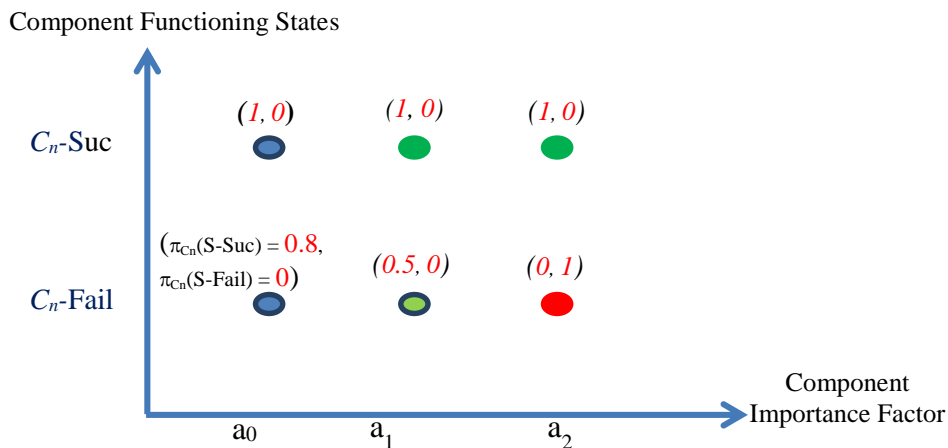 Component Functioning States
(1, 0) (1, 0) (1, 0)
Cn-Suc
(πCn(S-Suc) = 0.8,
πCn(S-Fail) = 0)
(0.5, 0) (0, 1)
Cn-Fail
Component
Importance Factor
a0 a1 a2